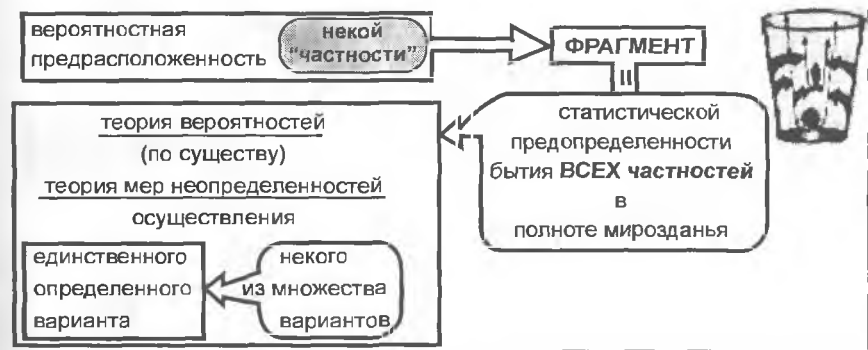 вероятностная
предрасположенность
некой
“частности”
ФРАГМЕНТ
статистической
предопределенности
бытия ВСЕХ частностей
в
полноте мирозданья
теория вероятностей
(по существу)
теория мер неопределенностей
осуществления
единственного
определенного
варианта
некого
из множества
вариантов